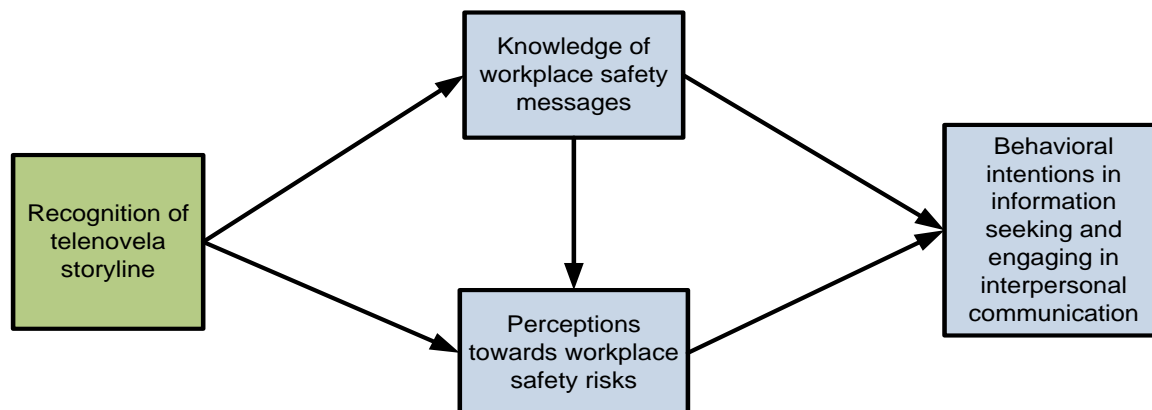 Knowledge of
workplace safety
messages
Recognition of
telenovela
storyline
Perceptions
towards workplace
safety risks
Behavioral
intentions in
information
seeking and
engaging in
interpersonal
communication